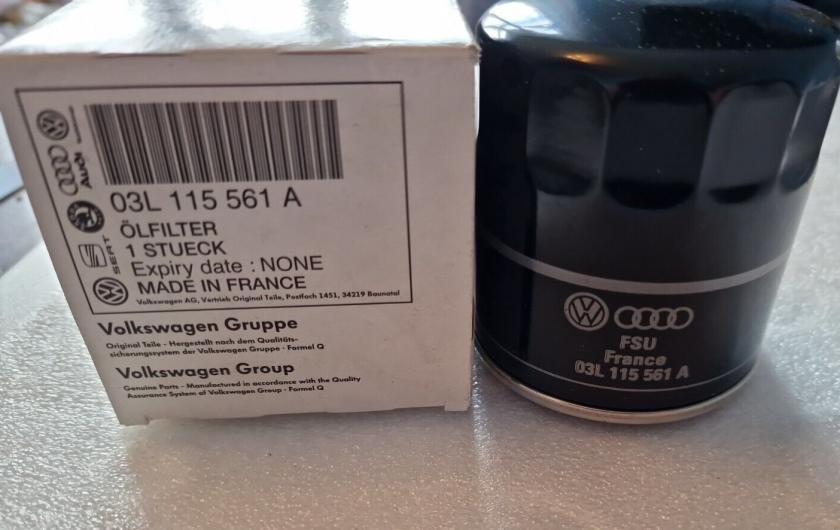 Audi
SEAT
03L 115 561 A
ÖLFILTER
1 STUECK
Expiry date : NONE
MADE IN FRANCE
Volkswagen AG, Vertrieb Original Teile, Postfach 1451, 34219 Baunatal
Volkswagen Gruppe
Original Teile - Hergestellt nach dem Qualitäts-
sicherungssystem der Volkswagen Gruppe - Formel Q
Volkswagen Group
Genuine Parts - Manufactured in accordance with the Quality
Assurance System of Volkswagen Group - Formel Q
FSU
France
03L 115 561 A